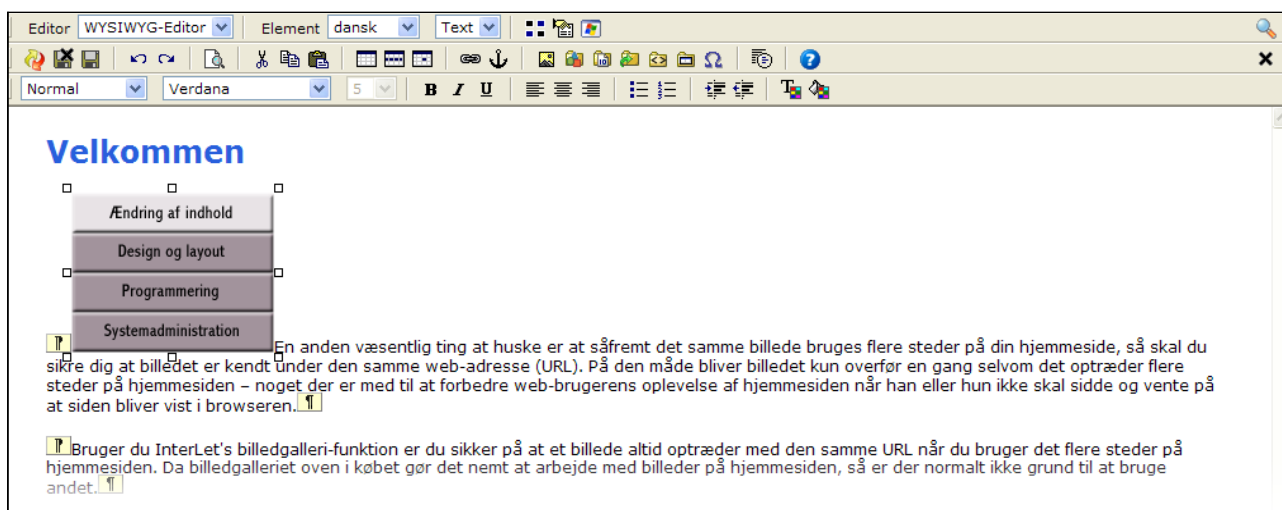 Editor WYSIWYG-Editor Element dansk Text
Normal Verdana 5 B I U
Velkommen
Ændring af indhold
Design og layout
Programmering
Systemadministration
En anden væsentlig ting at huske er at såfremt det samme billede bruges flere steder på din hjemmeside, så skal du
sikre dig at billedet er kendt under den samme web-adresse (URL). På den måde bliver billedet kun overfør en gang selvom det optræder flere
steder på hjemmesiden – noget der er med til at forbedre web-brugerens oplevelse af hjemmesiden når han eller hun ikke skal sidde og vente på
at siden bliver vist i browseren.¶
Bruger du InterLet's billedgalleri-funktion er du sikker på at et billede altid optræder med den samme URL når du bruger det flere steder på
hjemmesiden. Da billedgalleriet oven i købet gør det nemt at arbejde med billeder på hjemmesiden, så er der normalt ikke grund til at bruge
andet.¶